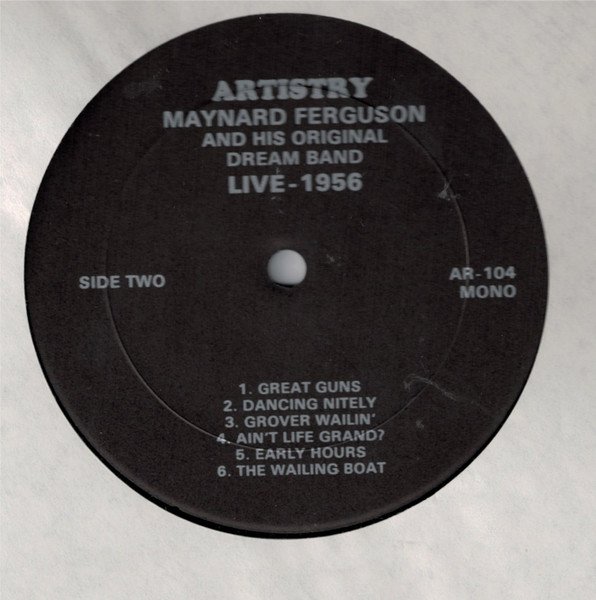 ARTISTRY
MAYNARD FERGUSON
AND HIS ORIGINAL
DREAM BAND
LIVE-1956
SIDE TWO
AR-104
MONO
1. GREAT GUNS
2. DANCING NITELY
3. GROVER WAILIN'
4. AIN'T LIFE GRAND?
5. EARLY HOURS
6. THE WAILING BOAT